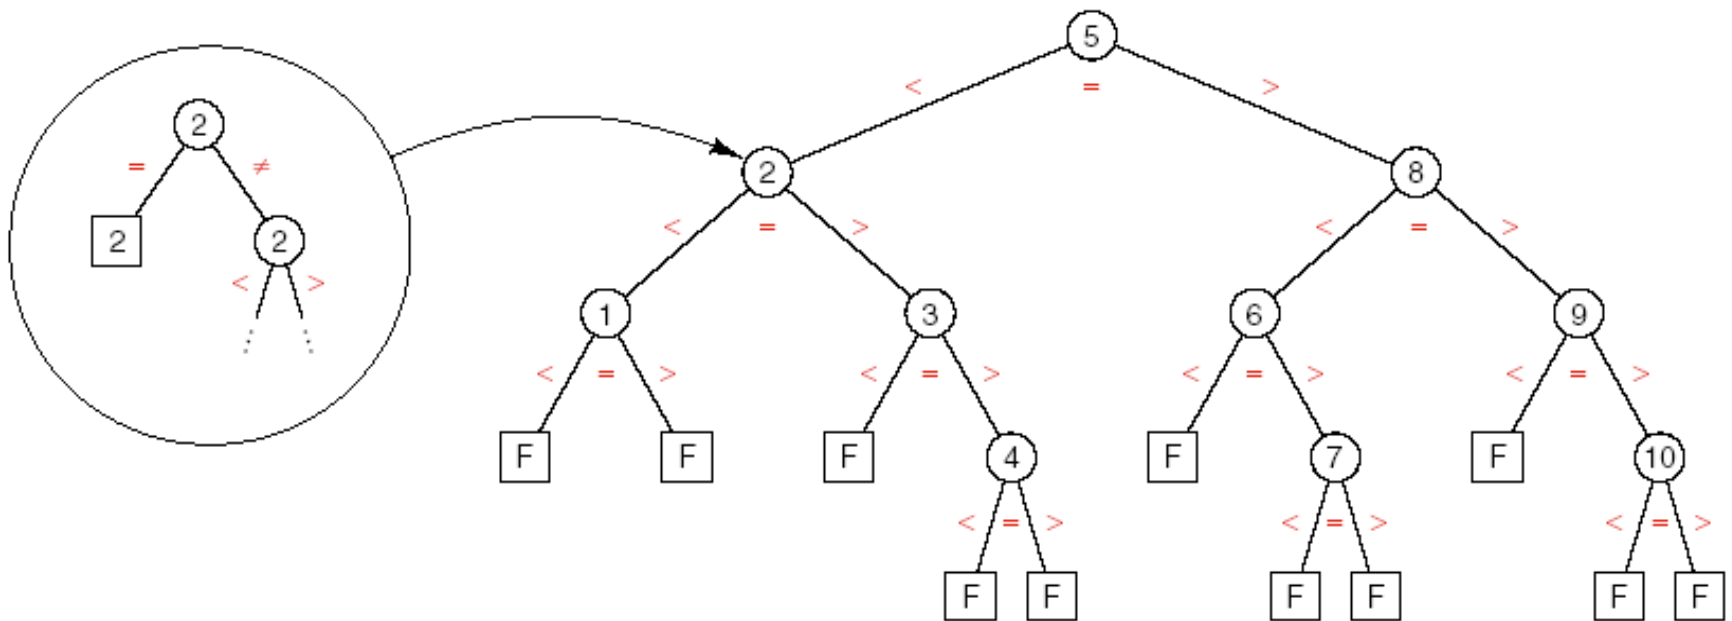 5
< = >
2
= ≠
2 8
< = > < = >
2 2
< >
1 3 6 9
< = > < = > < = > < = >
F F F 4 F 7 F 10
< = > < = > < = >
F F F F F F